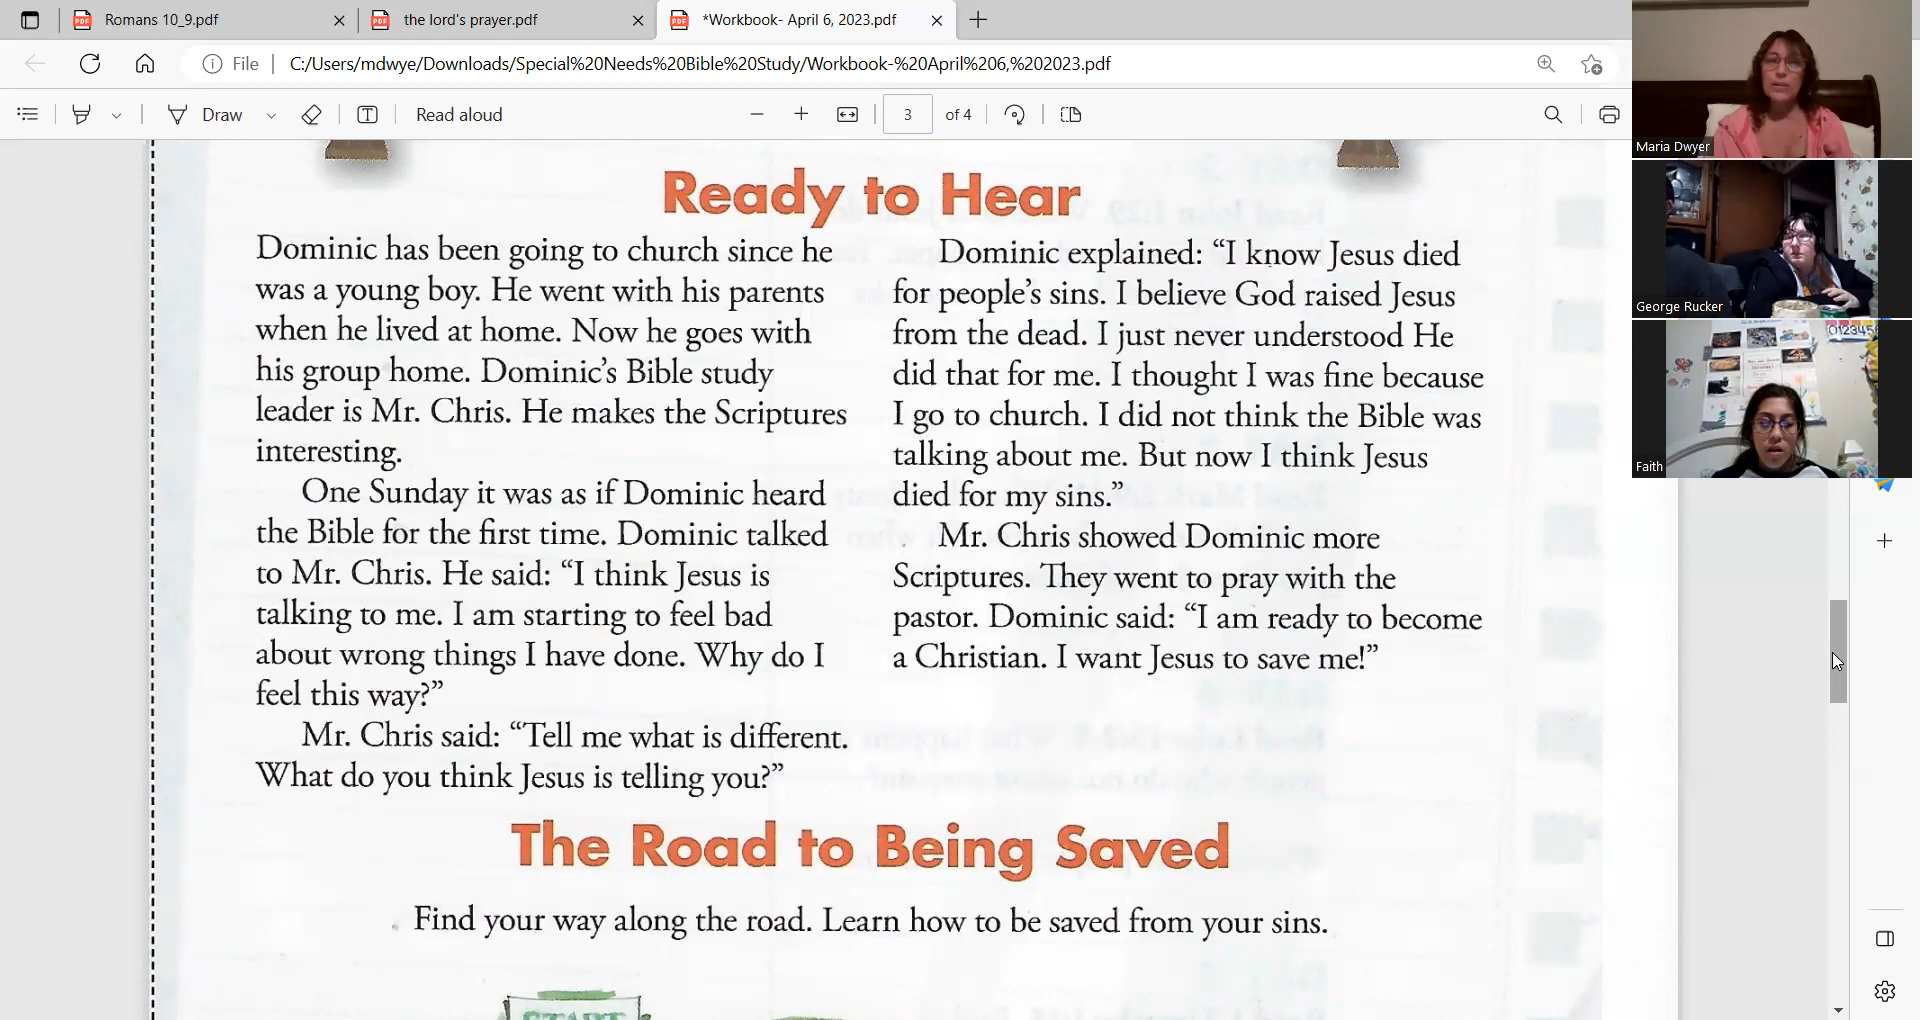 Romans 10_9.pdf
the lord's prayer.pdf
*Workbook- April 6, 2023.pdf
File
C:/Users/mdwye/Downloads/Special%20Needs%20Bible%20Study/Workbook-%20April%206,%202023.pdf
Draw
Read aloud
3
of 4
Maria Dwyer
George Rucker
Faith
Ready to Hear
Dominic has been going to church since he
was a young boy. He went with his parents
when he lived at home. Now he goes with
his group home. Dominic's Bible study
leader is Mr. Chris. He makes the Scriptures
interesting.
One Sunday it was as if Dominic heard
the Bible for the first time. Dominic talked
to Mr. Chris. He said: “I think Jesus is
talking to me. I am starting to feel bad
about wrong things I have done. Why do I
feel this way?”
Mr. Chris said: “Tell me what is different.
What do you think Jesus is telling you?”
Dominic explained: “I know Jesus died
for people's sins. I believe God raised Jesus
from the dead. I just never understood He
did that for me. I thought I was fine because
I go to church. I did not think the Bible was
talking about me. But now I think Jesus
died for my sins.”
Mr. Chris showed Dominic more
Scriptures. They went to pray with the
pastor. Dominic said: “I am ready to become
a Christian. I want Jesus to save me!”
The Road to Being Saved
Find your way along the road. Learn how to be saved from your sins.
START